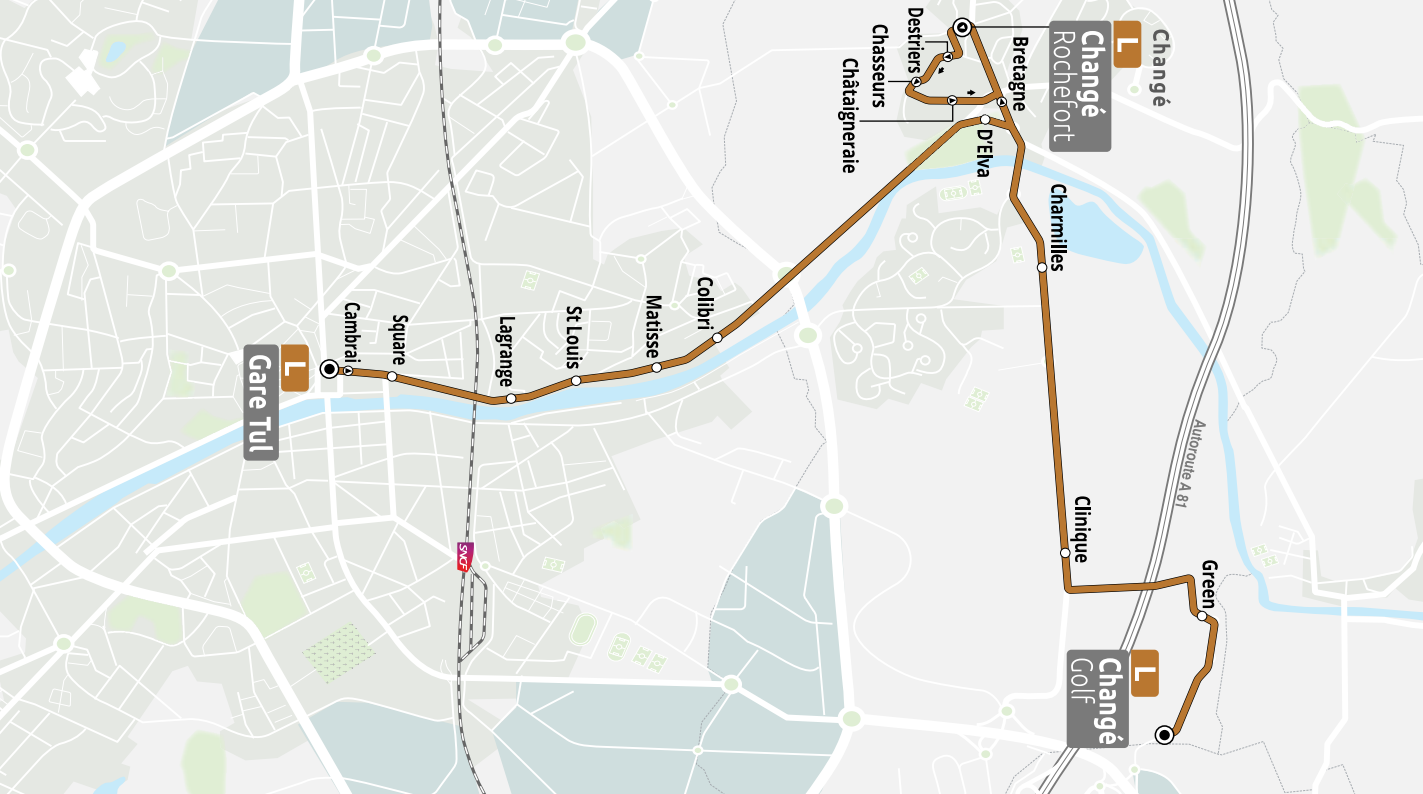 Changé
L
Changé
Rochefort
Bretagne
Destriers
Chasseurs
Châtaigneraie
D'Elva
Charmilles
Colibri
Matisse
St Louis
Lagrange
Square
Cambrai
L
Gare Tul
Autoroute A 81
Clinique
Green
SNCF
L
Changé
Golf